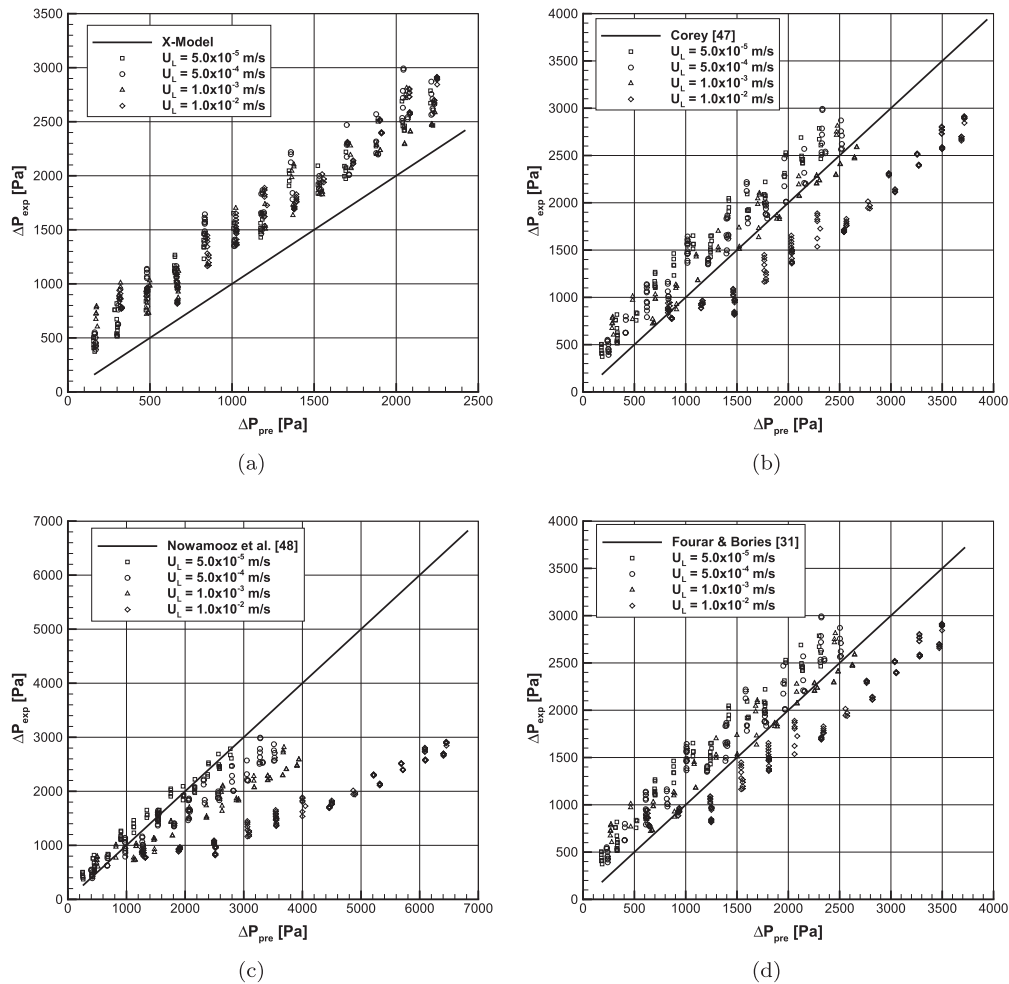 3500
3000
2500
2000
1500
1000
500
0
X-Model
U_L = 5.0x10^-5 m/s
U_L = 5.0x10^-4 m/s
U_L = 1.0x10^-3 m/s
U_L = 1.0x10^-2 m/s
ΔP_exp [Pa]
0 500 1000 1500 2000 2500
ΔP_pre [Pa]
(a)
4000
3500
3000
2500
2000
1500
1000
500
0
Corey [47]
U_L = 5.0x10^-5 m/s
U_L = 5.0x10^-4 m/s
U_L = 1.0x10^-3 m/s
U_L = 1.0x10^-2 m/s
ΔP_exp [Pa]
0 500 1000 1500 2000 2500 3000 3500 4000
ΔP_pre [Pa]
(b)
7000
6000
5000
4000
3000
2000
1000
0
Nowamooz et al. [48]
U_L = 5.0x10^-5 m/s
U_L = 5.0x10^-4 m/s
U_L = 1.0x10^-3 m/s
U_L = 1.0x10^-2 m/s
ΔP_exp [Pa]
0 1000 2000 3000 4000 5000 6000 7000
ΔP_pre [Pa]
(c)
4000
3500
3000
2500
2000
1500
1000
500
0
Fourar & Bories [31]
U_L = 5.0x10^-5 m/s
U_L = 5.0x10^-4 m/s
U_L = 1.0x10^-3 m/s
U_L = 1.0x10^-2 m/s
ΔP_exp [Pa]
0 500 1000 1500 2000 2500 3000 3500 4000
ΔP_pre [Pa]
(d)